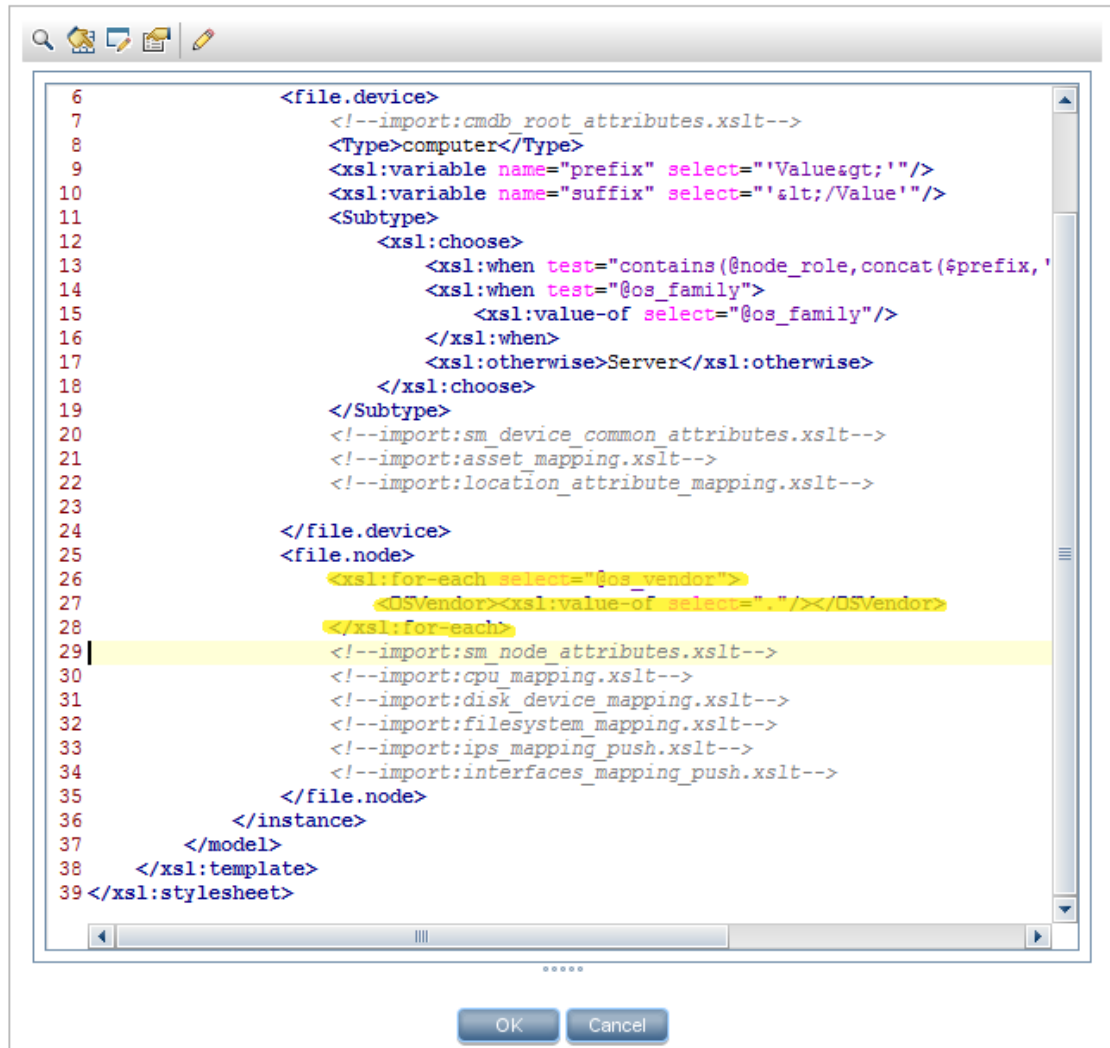 6 <file.device>
7 <!--import:cmdb_root_attributes.xslt-->
8 <Type>computer</Type>
9 <xsl:variable name="prefix" select="'Value&gt;'"/>
10 <xsl:variable name="suffix" select="'&lt;/Value'"/>
11 <Subtype>
12 <xsl:choose>
13 <xsl:when test="contains(@node_role,concat($prefix,'
14 <xsl:when test="@os_family">
15 <xsl:value-of select="@os_family"/>
16 </xsl:when>
17 <xsl:otherwise>Server</xsl:otherwise>
18 </xsl:choose>
19 </Subtype>
20 <!--import:sm_device_common_attributes.xslt-->
21 <!--import:asset_mapping.xslt-->
22 <!--import:location_attribute_mapping.xslt-->
23
24 </file.device>
25 <file.node>
26 <xsl:for-each select="@os_vendor">
27 <OSVendor><xsl:value-of select="."/></OSVendor>
28 </xsl:for-each>
29 <!--import:sm_node_attributes.xslt-->
30 <!--import:cpu_mapping.xslt-->
31 <!--import:disk_device_mapping.xslt-->
32 <!--import:filesystem_mapping.xslt-->
33 <!--import:ips_mapping_push.xslt-->
34 <!--import:interfaces_mapping_push.xslt-->
35 </file.node>
36 </instance>
37 </model>
38 </xsl:template>
39 </xsl:stylesheet>
OK Cancel